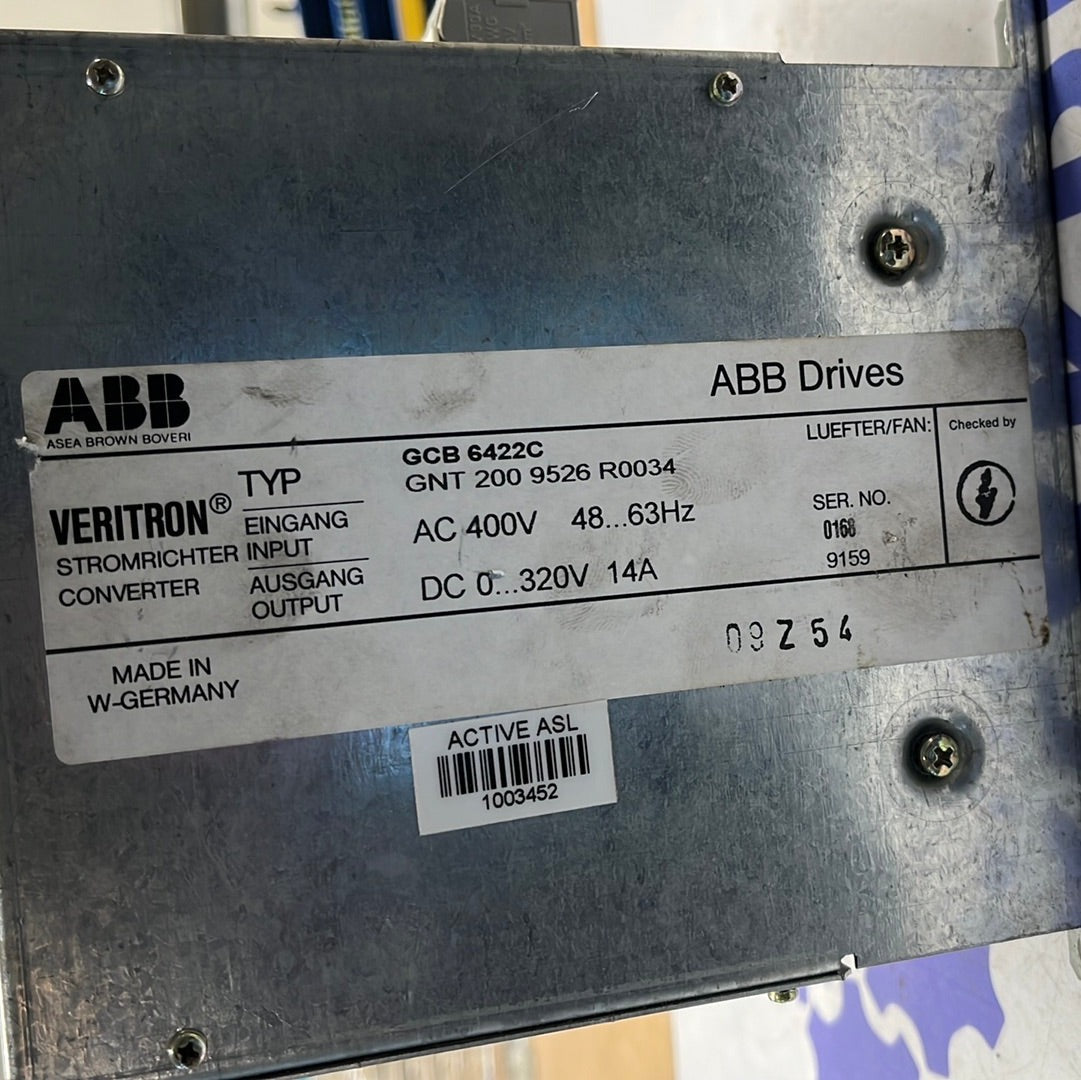 ABB
ASEA BROWN BOVERI
ABB Drives
VERITRON®
STROMRICHTER
CONVERTER
TYP
GCB 6422C
GNT 200 9526 R0034
EINGANG
INPUT
AC 400V 48...63Hz
AUSGANG
OUTPUT
DC 0...320V 14A
LUEFTER/FAN:
SER. NO.
0168
9159
Checked by
MADE IN
W-GERMANY
09Z54
ACTIVE ASL
1003452